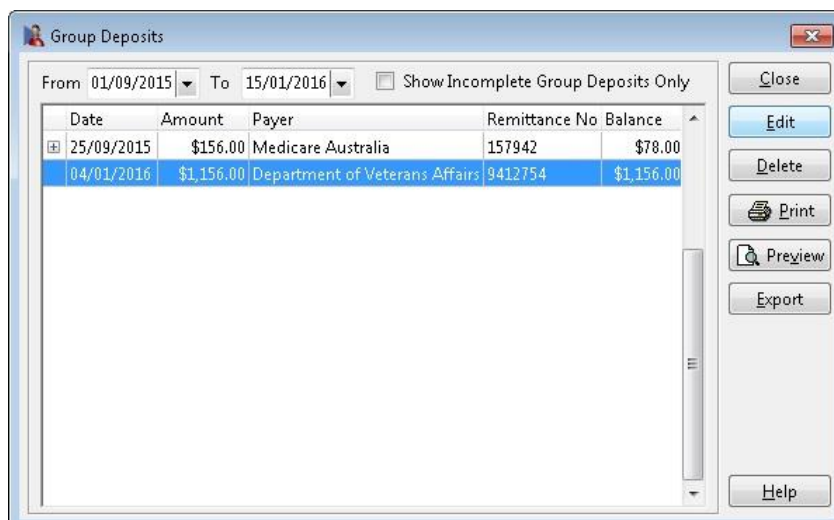 Group Deposits
From 01/09/2015 To 15/01/2016 Show Incomplete Group Deposits Only
Date Amount Payer Remittance No Balance
25/09/2015 $156.00 Medicare Australia 157942 $78.00
04/01/2016 $1,156.00 Department of Veterans Affairs 9412754 $1,156.00
Close
Edit
Delete
Print
Preview
Export
Help